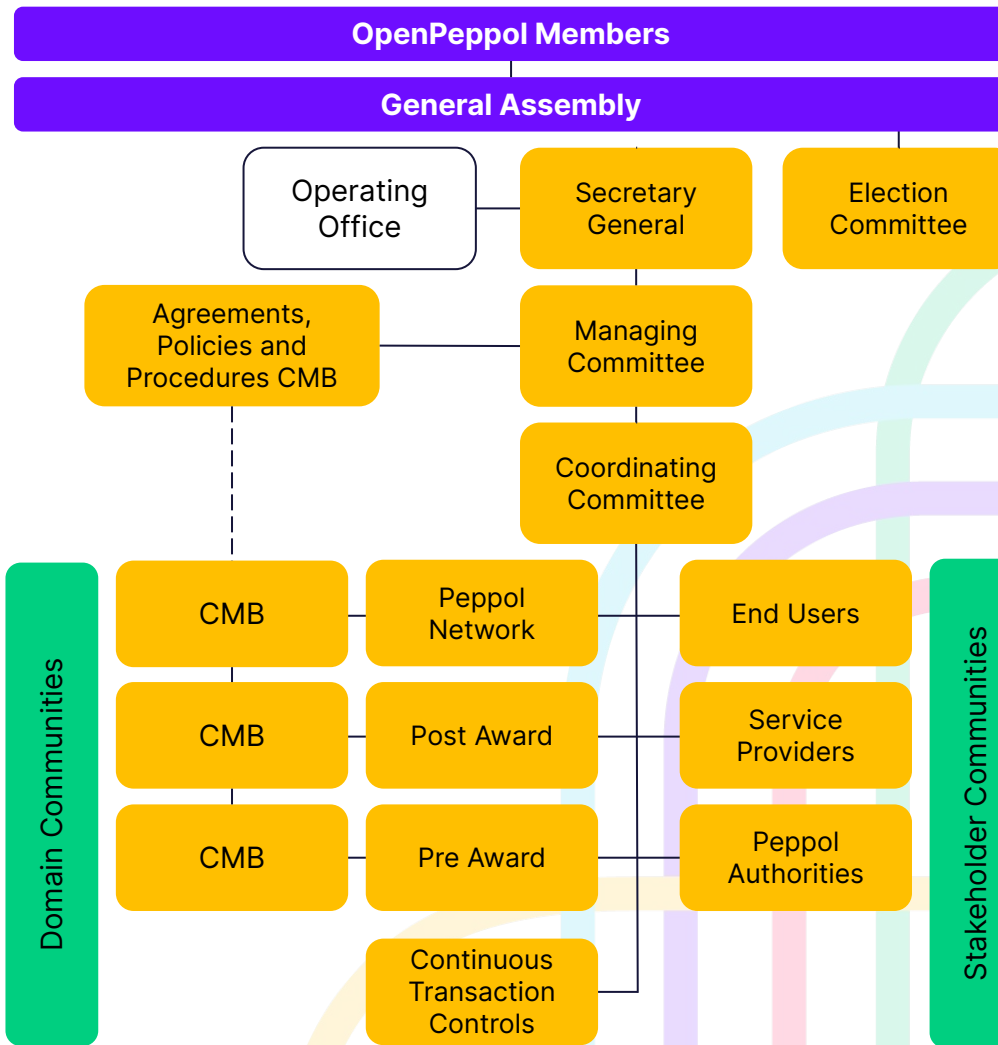 OpenPeppol Members
General Assembly
Operating
Office
Secretary
General
Election
Committee
Agreements,
Policies and
Procedures CMB
Managing
Committee
Coordinating
Committee
Domain Communities
CMB
Peppol
Network
End Users
CMB
Post Award
Service
Providers
CMB
Pre Award
Peppol
Authorities
Continuous
Transaction
Controls
Stakeholder Communities